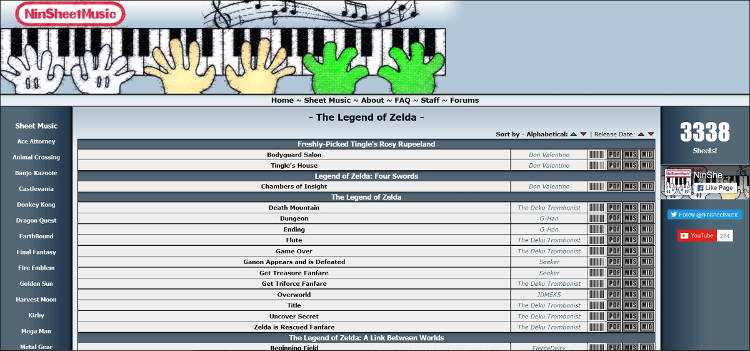 NinSheetMusic
Home ~ Sheet Music ~ About ~ FAQ ~ Staff ~ Forums
- The Legend of Zelda -
Sort by - Alphabetical: | Release Date:
Sheet Music
Ace Attorney
Animal Crossing
Banjo Kazooie
Castlevania
Donkey Kong
Dragon Quest
EarthBound
Final Fantasy
Fire Emblem
Golden Sun
Harvest Moon
Kirby
Mega Man
Metal Gear
Freshly-Picked Tingle's Rosy Rupeeland
Bodyguard Salon Don Valentino PDF MUS MID
Tingle's House Don Valentino PDF MUS MID
Legend of Zelda: Four Swords
Chambers of Insight Don Valentino PDF MUS MID
The Legend of Zelda
Death Mountain The Deku Trombonist PDF MUS MID
Dungeon G-Han PDF MUS MID
Ending G-Han PDF MUS MID
Flute The Deku Trombonist PDF MUS MID
Game Over The Deku Trombonist PDF MUS MID
Ganon Appears and is Defeated Seeker PDF MUS MID
Get Treasure Fanfare Seeker PDF MUS MID
Get Triforce Fanfare The Deku Trombonist PDF MUS MID
Overworld JDMEK5 PDF MUS MID
Title The Deku Trombonist PDF MUS MID
Uncover Secret The Deku Trombonist PDF MUS MID
Zelda is Rescued Fanfare The Deku Trombonist PDF MUS MID
The Legend of Zelda: A Link Between Worlds
Beginning Field FierceDeity PDF MUS MID
3338
Sheets!
NinShe
Like Page
Follow @NinSheetMusic
YouTube 274